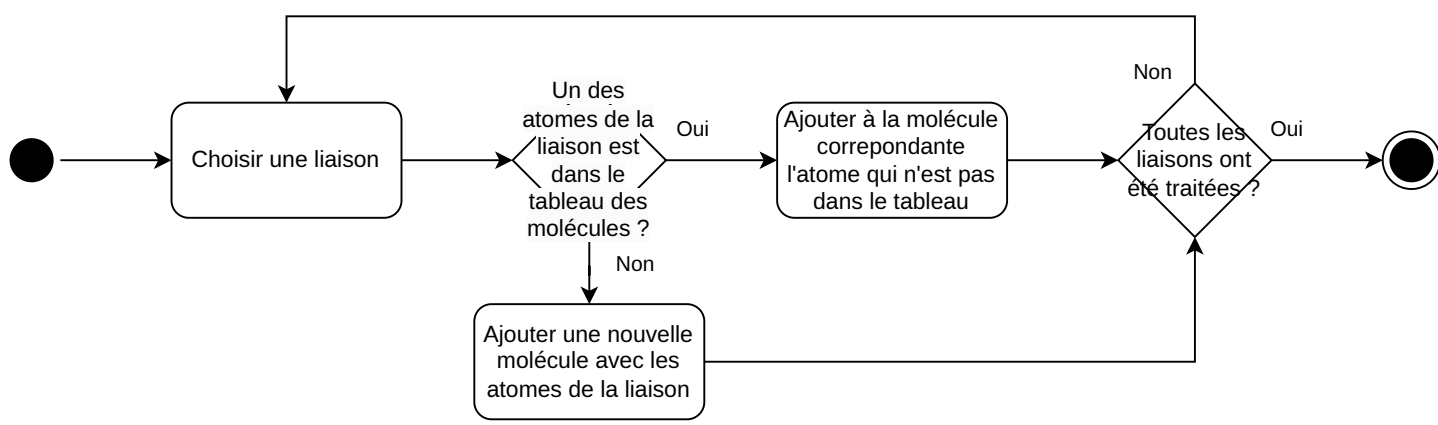 Choisir une liaison
Un des
atomes de la
liaison est
dans le
tableau des
molécules ?
Oui
Non
Ajouter à la molécule
correpondante
l'atome qui n'est pas
dans le tableau
Ajouter une nouvelle
molécule avec les
atomes de la liaison
Non
Toutes les
liaisons ont
été traitées ?
Oui